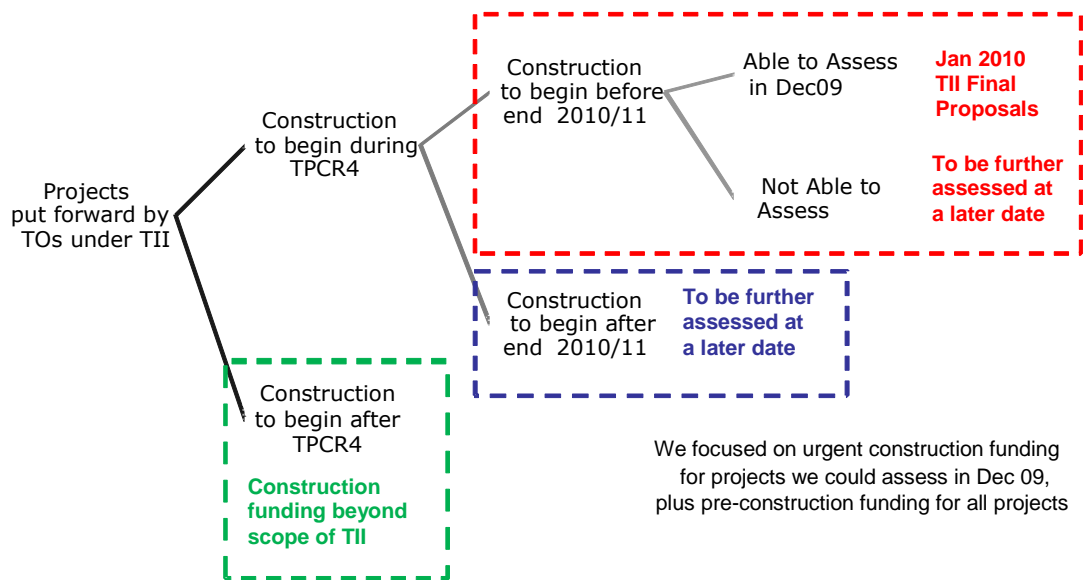 Projects
put forward by
TOs under TII
Construction
to begin during
TPCR4
Construction
to begin before
end 2010/11
Able to Assess
in Dec09
Jan 2010
TII Final
Proposals
Not Able to
Assess
To be further
assessed at
a later date
Construction
to begin after
end 2010/11
To be further
assessed at
a later date
Construction
to begin after
TPCR4
Construction
funding beyond
scope of TII
We focused on urgent construction funding
for projects we could assess in Dec 09,
plus pre-construction funding for all projects